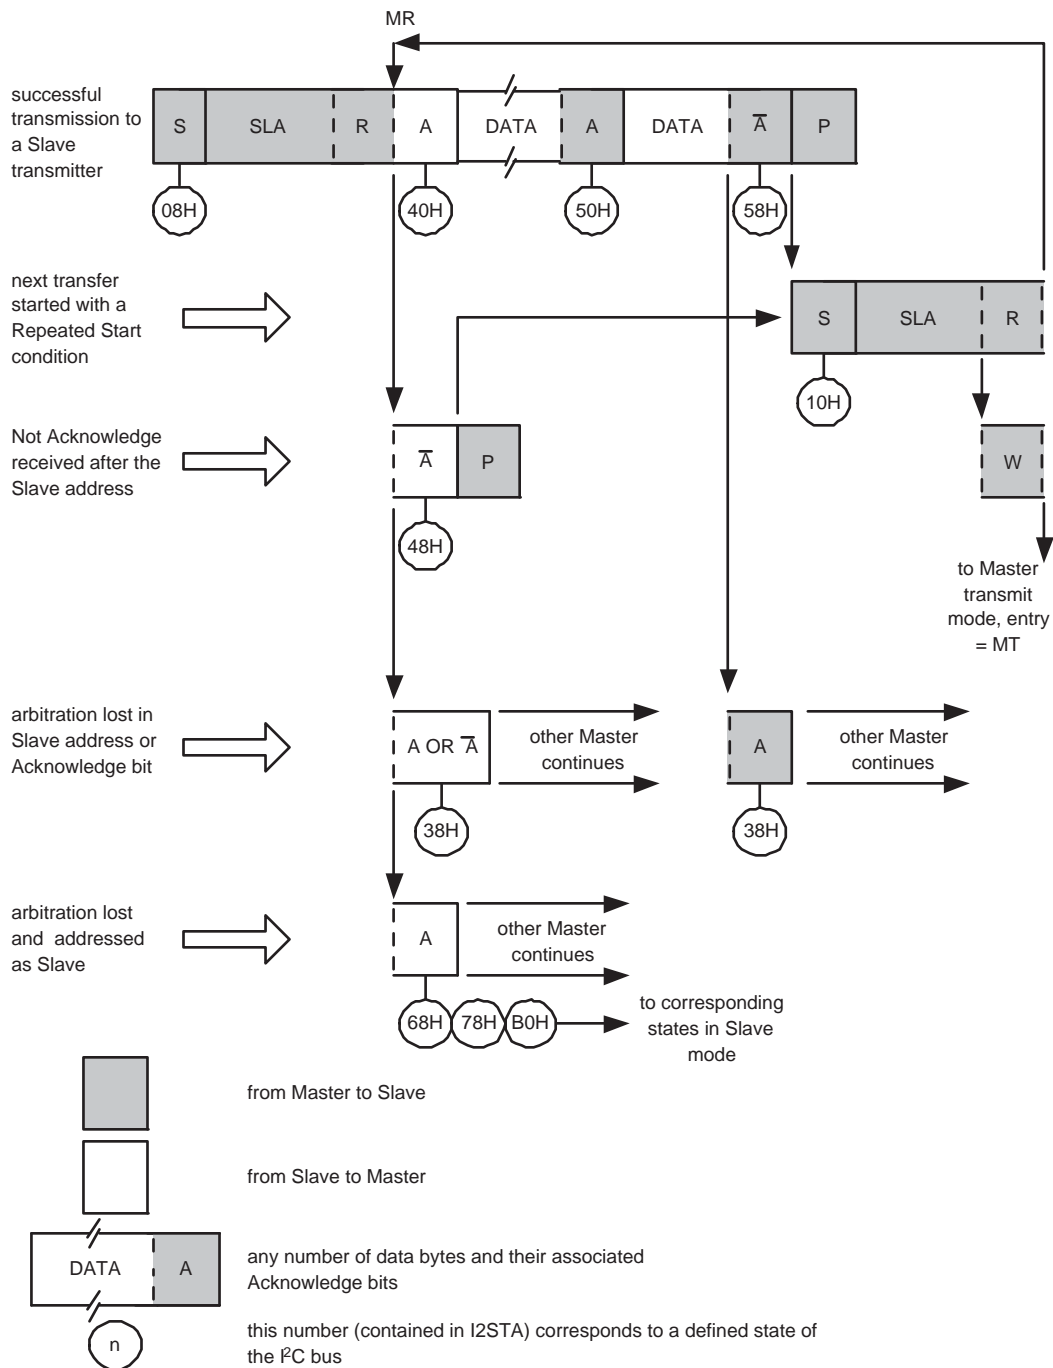 MR
successful
transmission to
a Slave
transmitter
S SLA R A DATA A DATA A̅ P
08H 40H 50H 58H
next transfer
started with a
Repeated Start
condition
S SLA R
10H
Not Acknowledge
received after the
Slave address
A̅ P
W
48H
to Master
transmit
mode, entry
= MT
arbitration lost in
Slave address or
Acknowledge bit
A OR A̅
other Master
continues
A
other Master
continues
38H 38H
arbitration lost
and addressed
as Slave
A
other Master
continues
68H 78H B0H
to corresponding
states in Slave
mode
from Master to Slave
from Slave to Master
DATA A
any number of data bytes and their associated
Acknowledge bits
n
this number (contained in I2STA) corresponds to a defined state of
the I²C bus